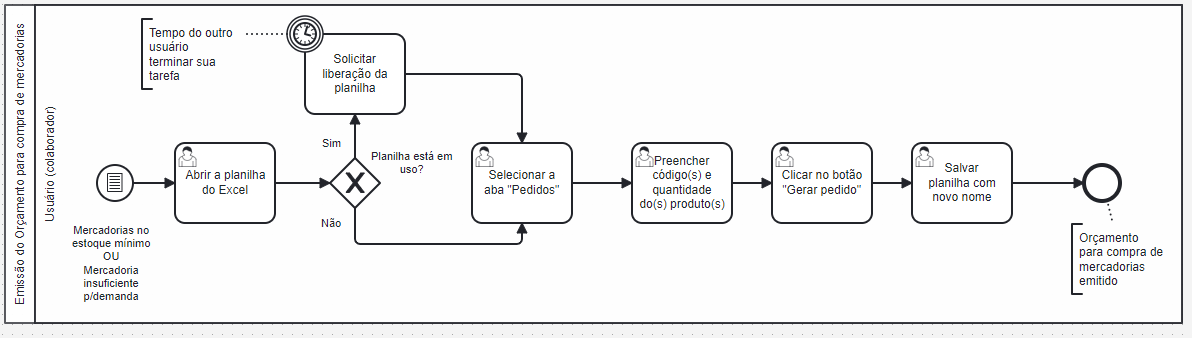 Emissão do Orçamento para compra de mercadorias
Usuário (colaborador)
Tempo do outro
usuário
terminar sua
tarefa
Solicitar
liberação da
planilha
Mercadorias no
estoque mínimo
OU
Mercadoria
insuficiente
p/demanda
Abrir a planilha
do Excel
Sim
Planilha está em
uso?
Não
Selecionar a
aba "Pedidos"
Preencher
código(s) e
quantidade
do(s) produto(s)
Clicar no botão
"Gerar pedido"
Salvar
planilha com
novo nome
Orçamento
para compra de
mercadorias
emitido